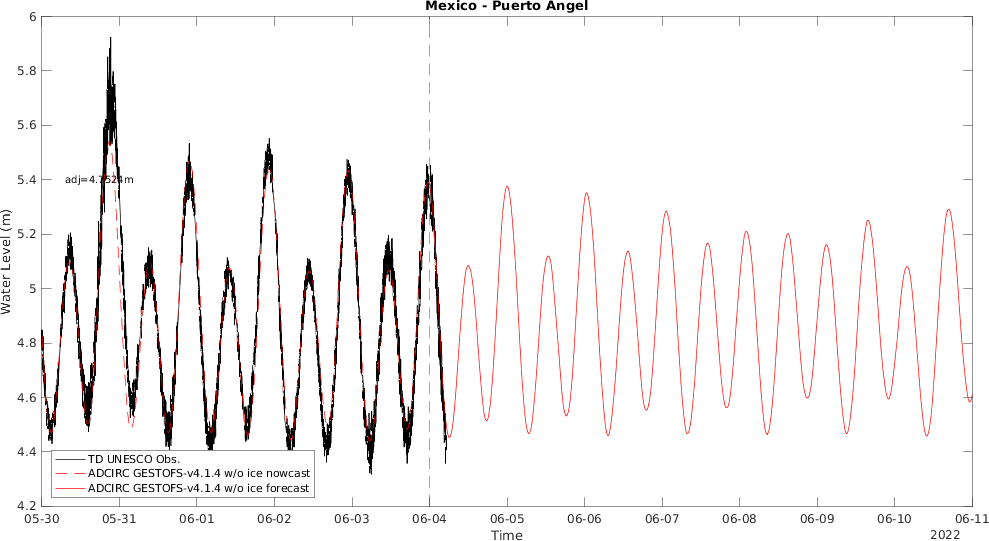 Mexico - Puerto Angel
6
5.8
5.6
5.4
5.2
5
4.8
4.6
4.4
4.2
Water Level (m)
adj=4.7524m
TD UNESCO Obs.
ADCIRC GESTOFS-v4.1.4 w/o ice nowcast
ADCIRC GESTOFS-v4.1.4 w/o ice forecast
05-30 05-31 06-01 06-02 06-03 06-04 06-05 06-06 06-07 06-08 06-09 06-10 06-11
Time
2022